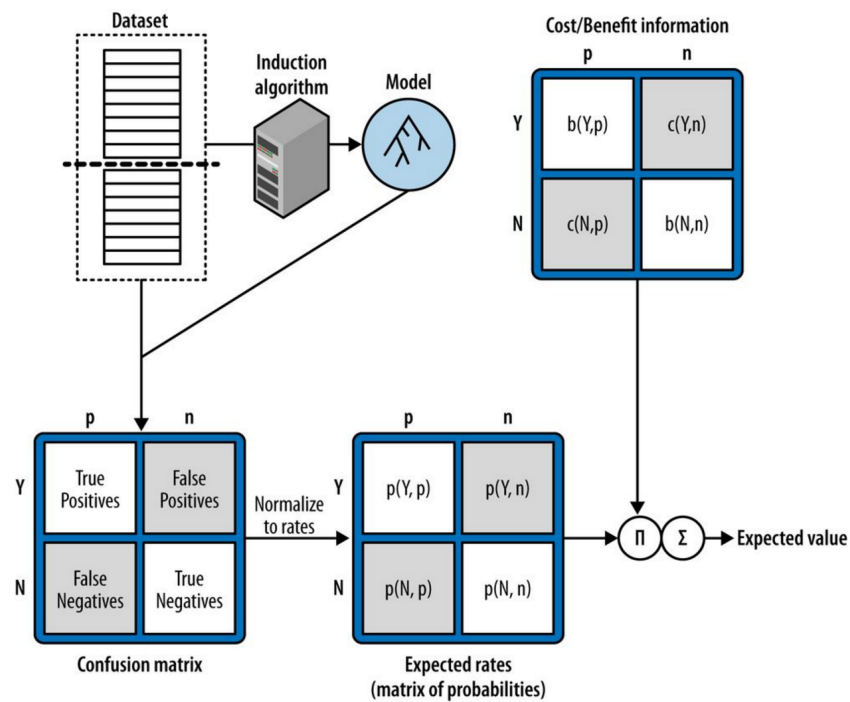 Dataset
Induction
algorithm
Model
Cost/Benefit information
p n
Y b(Y,p) c(Y,n)
N c(N,p) b(N,n)
p n
Y True
Positives
False
Positives
N False
Negatives
True
Negatives
Confusion matrix
Normalize
to rates
p n
Y p(Y, p) p(Y, n)
N p(N, p) p(N, n)
Expected rates
(matrix of probabilities)
Π Σ Expected value